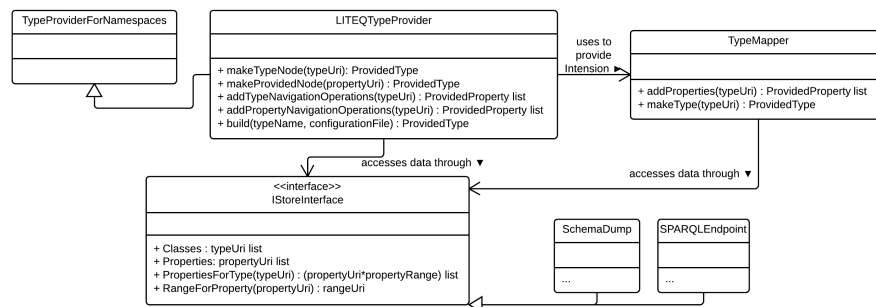 TypeProviderForNamespaces
LITEQTypeProvider
+ makeTypeNode(typeUri): ProvidedType
+ makeProvidedNode(propertyUri) : ProvidedType
+ addTypeNavigationOperations(typeUri) : ProvidedProperty list
+ addPropertyNavigationOperations(typeUri) : ProvidedProperty list
+ build(typeName, configurationFile) : ProvidedType
uses to
provide
Intension ►
TypeMapper
+ addProperties(typeUri) : ProvidedProperty list
+ makeType(typeUri) : ProvidedType
accesses data through ▼
accesses data through ▼
<<interface>>
IStoreInterface
+ Classes : typeUri list
+ Properties: propertyUri list
+ PropertiesForType(typeUri) : (propertyUri*propertyRange) list
+ RangeForProperty(propertyUri) : rangeUri
SchemaDump
...
SPARQLEndpoint
...